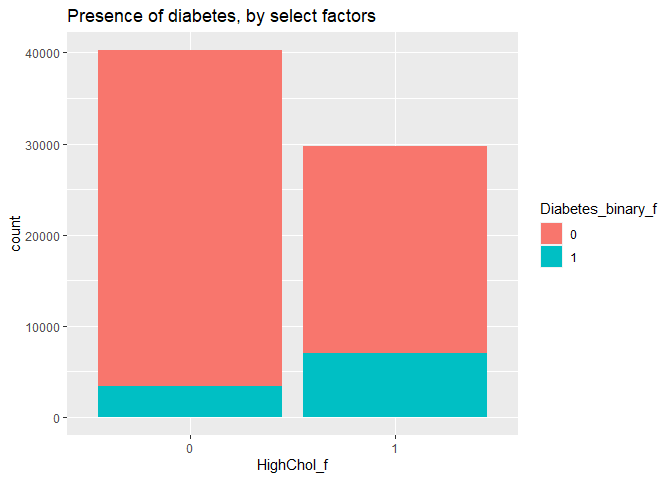 Presence of diabetes, by select factors
40000
30000
20000
10000
0
count
0 1
HighChol_f
Diabetes_binary_f
0
1